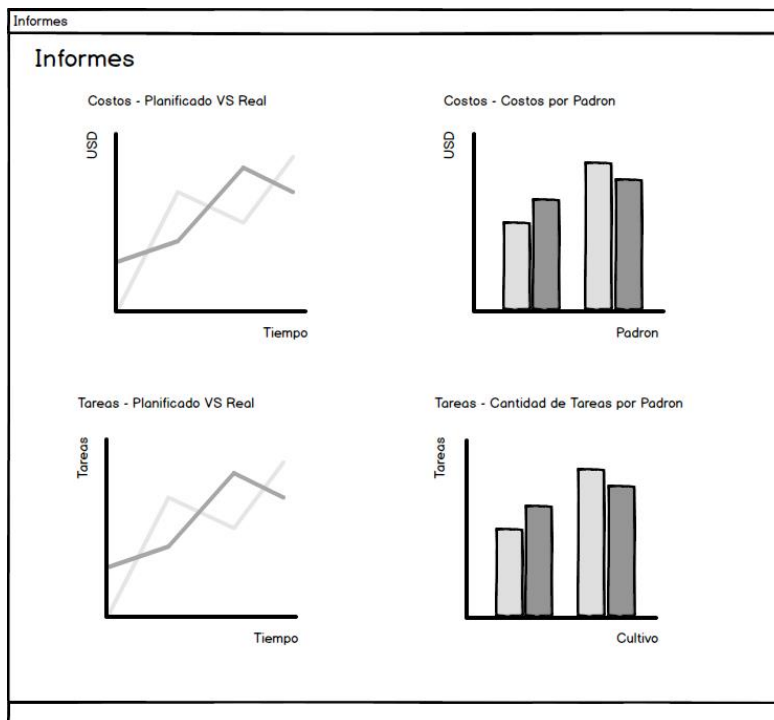 Informes
Informes
Costos - Planificado VS Real
Costos - Costos por Padron
USD
USD
Tiempo
Padron
Tareas - Planificado VS Real
Tareas - Cantidad de Tareas por Padron
Tareas
Tareas
Tiempo
Cultivo